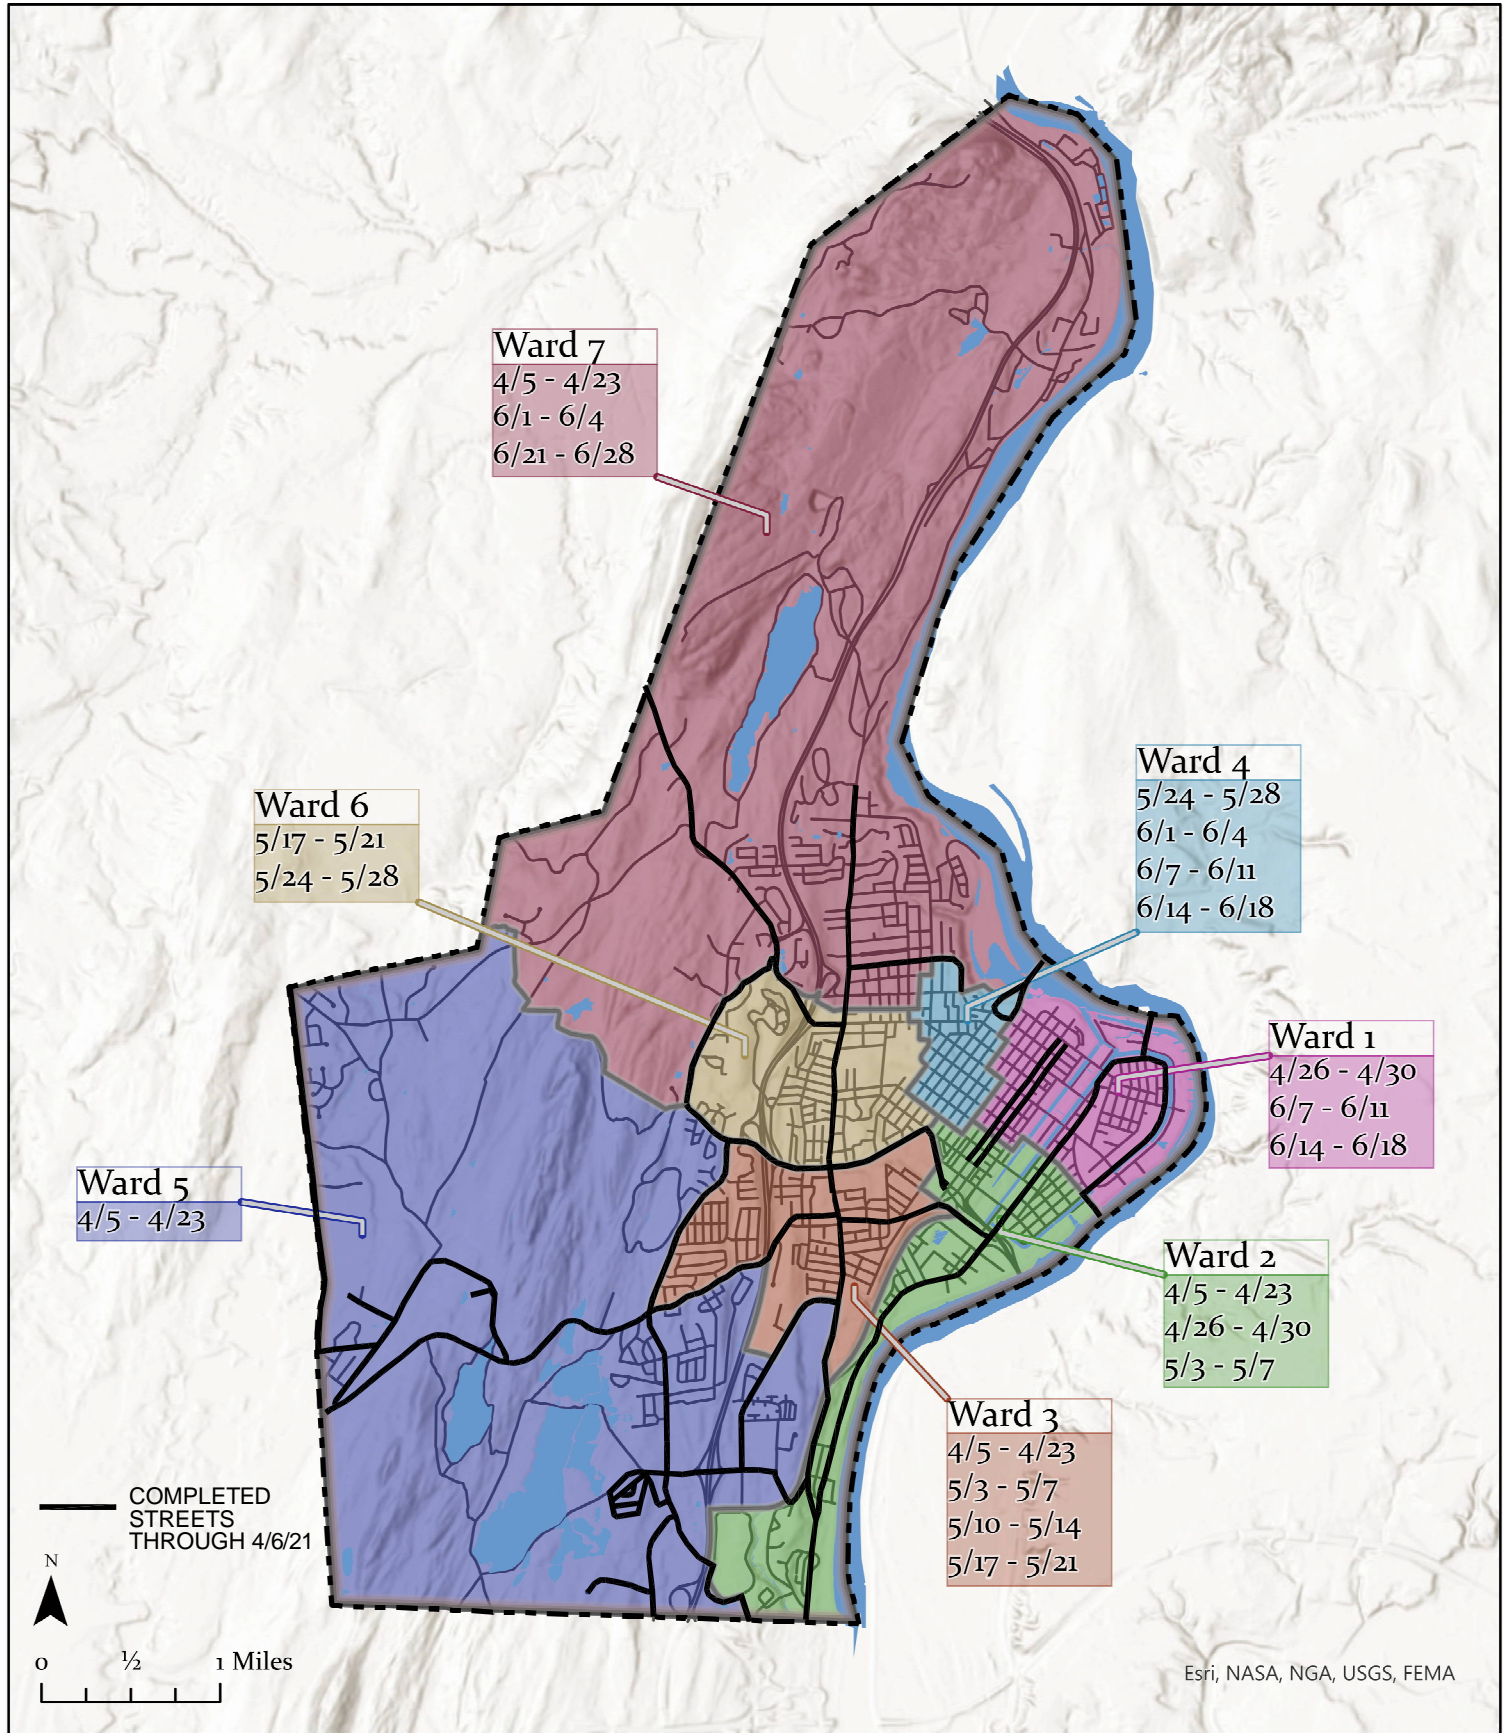 Ward 7
4/5 - 4/23
6/1 - 6/4
6/21 - 6/28
Ward 4
5/24 - 5/28
6/1 - 6/4
6/7 - 6/11
6/14 - 6/18
Ward 6
5/17 - 5/21
5/24 - 5/28
Ward 1
4/26 - 4/30
6/7 - 6/11
6/14 - 6/18
Ward 5
4/5 - 4/23
Ward 2
4/5 - 4/23
4/26 - 4/30
5/3 - 5/7
Ward 3
4/5 - 4/23
5/3 - 5/7
5/10 - 5/14
5/17 - 5/21
COMPLETED
STREETS
THROUGH 4/6/21
N
0 ½ 1 Miles
Esri, NASA, NGA, USGS, FEMA